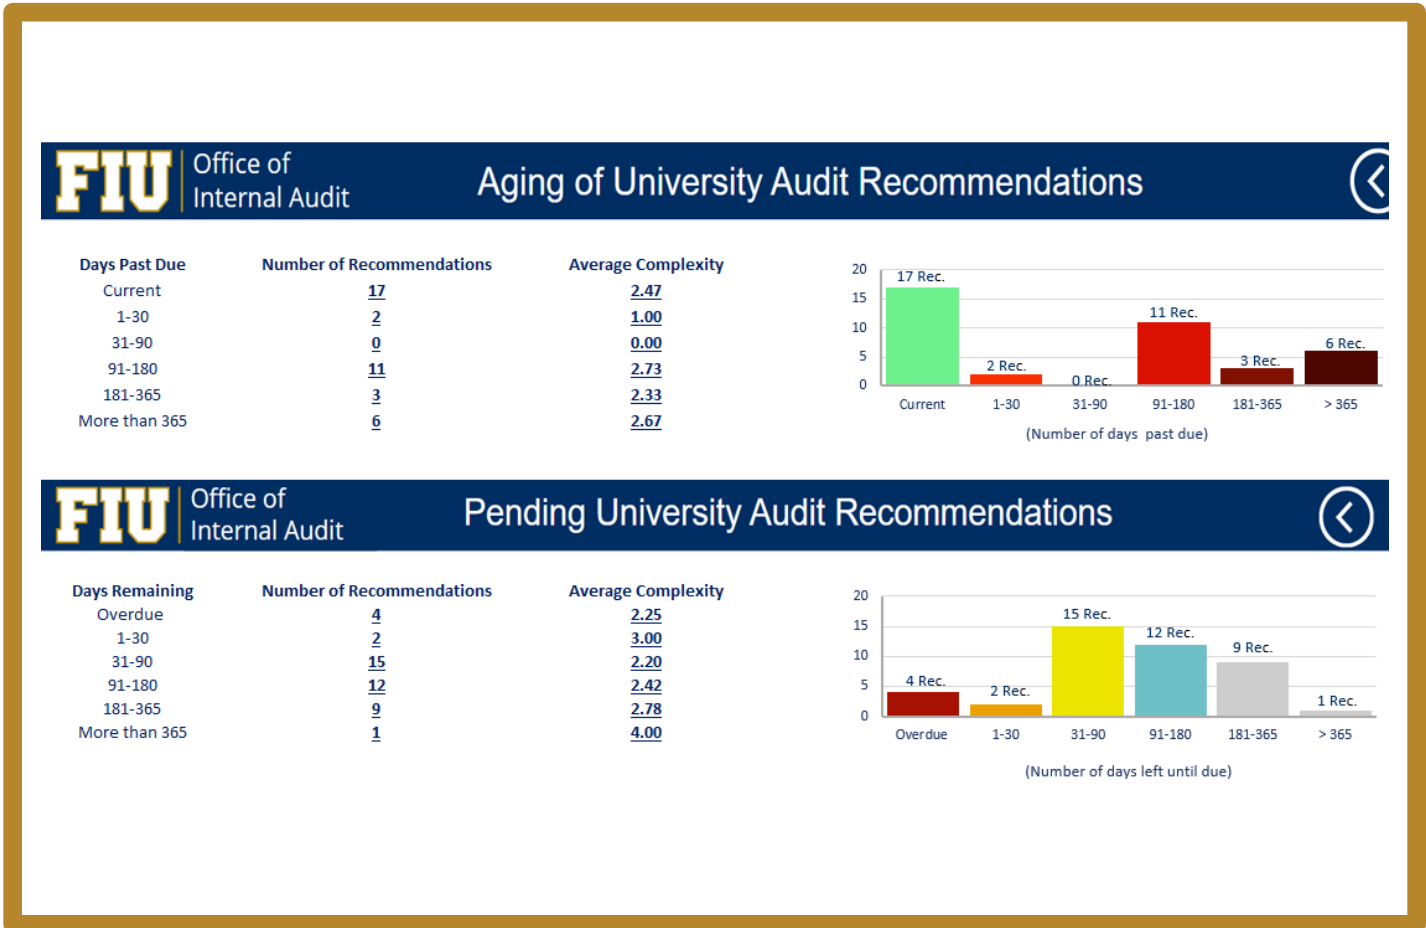 FIU Office of Internal Audit
Aging of University Audit Recommendations
Days Past Due Number of Recommendations Average Complexity
Current 17 2.47
1-30 2 1.00
31-90 0 0.00
91-180 11 2.73
181-365 3 2.33
More than 365 6 2.67
20
15
10
5
0
17 Rec.
2 Rec.
0 Rec.
11 Rec.
3 Rec.
6 Rec.
Current 1-30 31-90 91-180 181-365 > 365
(Number of days past due)
FIU Office of Internal Audit
Pending University Audit Recommendations
Days Remaining Number of Recommendations Average Complexity
Overdue 4 2.25
1-30 2 3.00
31-90 15 2.20
91-180 12 2.42
181-365 9 2.78
More than 365 1 4.00
20
15
10
5
0
4 Rec.
2 Rec.
15 Rec.
12 Rec.
9 Rec.
1 Rec.
Overdue 1-30 31-90 91-180 181-365 > 365
(Number of days left until due)